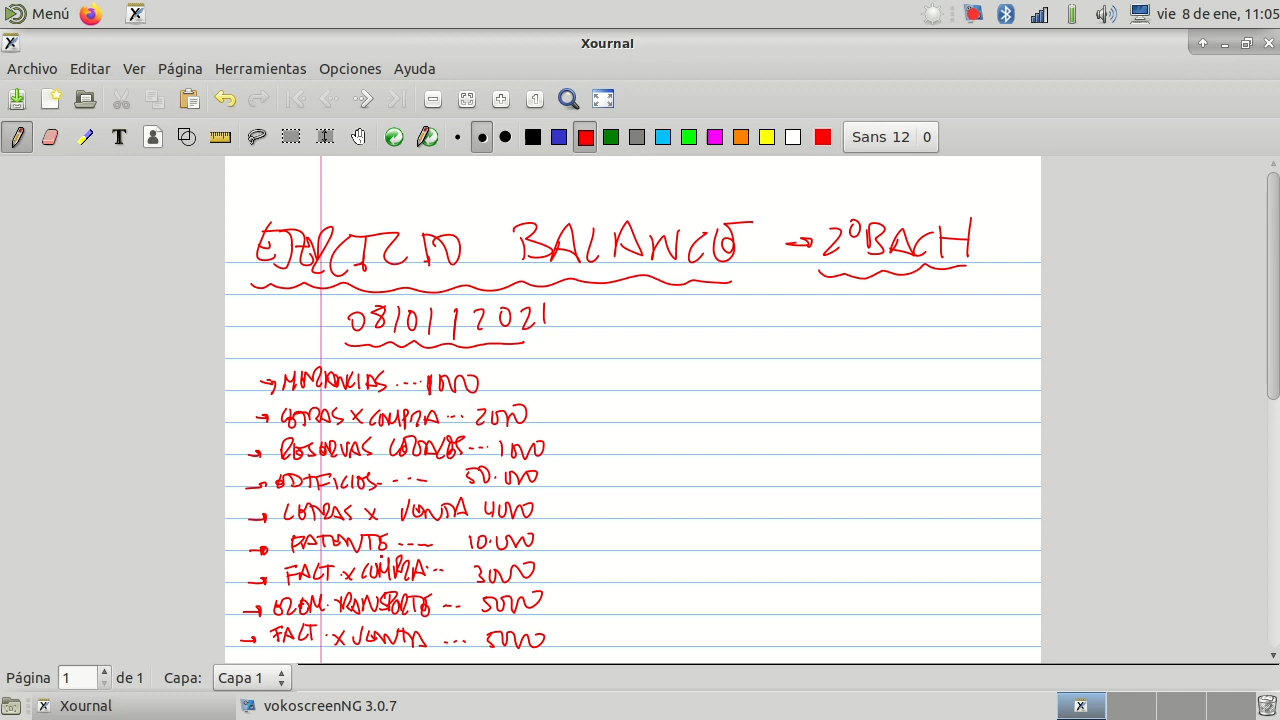 Menú vie 8 de ene, 11:05
Xournal
Archivo Editar Ver Página Herramientas Opciones Ayuda
T Sans 12 0
EJERCICIO BALANCE → 2º BACH
08/01/2021
→ MERCANCIAS .... 1000
→ LETRAS X COMPRA ... 2000
→ RESERVAS LEGALES ... 1000
→ EDIFICIOS .... 50.000
→ LETRAS X VENTA 4000
→ PATENTE .... 10.000
→ FACT. X COMPRA ... 3000
→ ELEM. TRANSPORTE ... 5000
→ FACT. X VENTA ... 5000
Página 1 de 1 Capa: Capa 1
Xournal vokoscreenNG 3.0.7